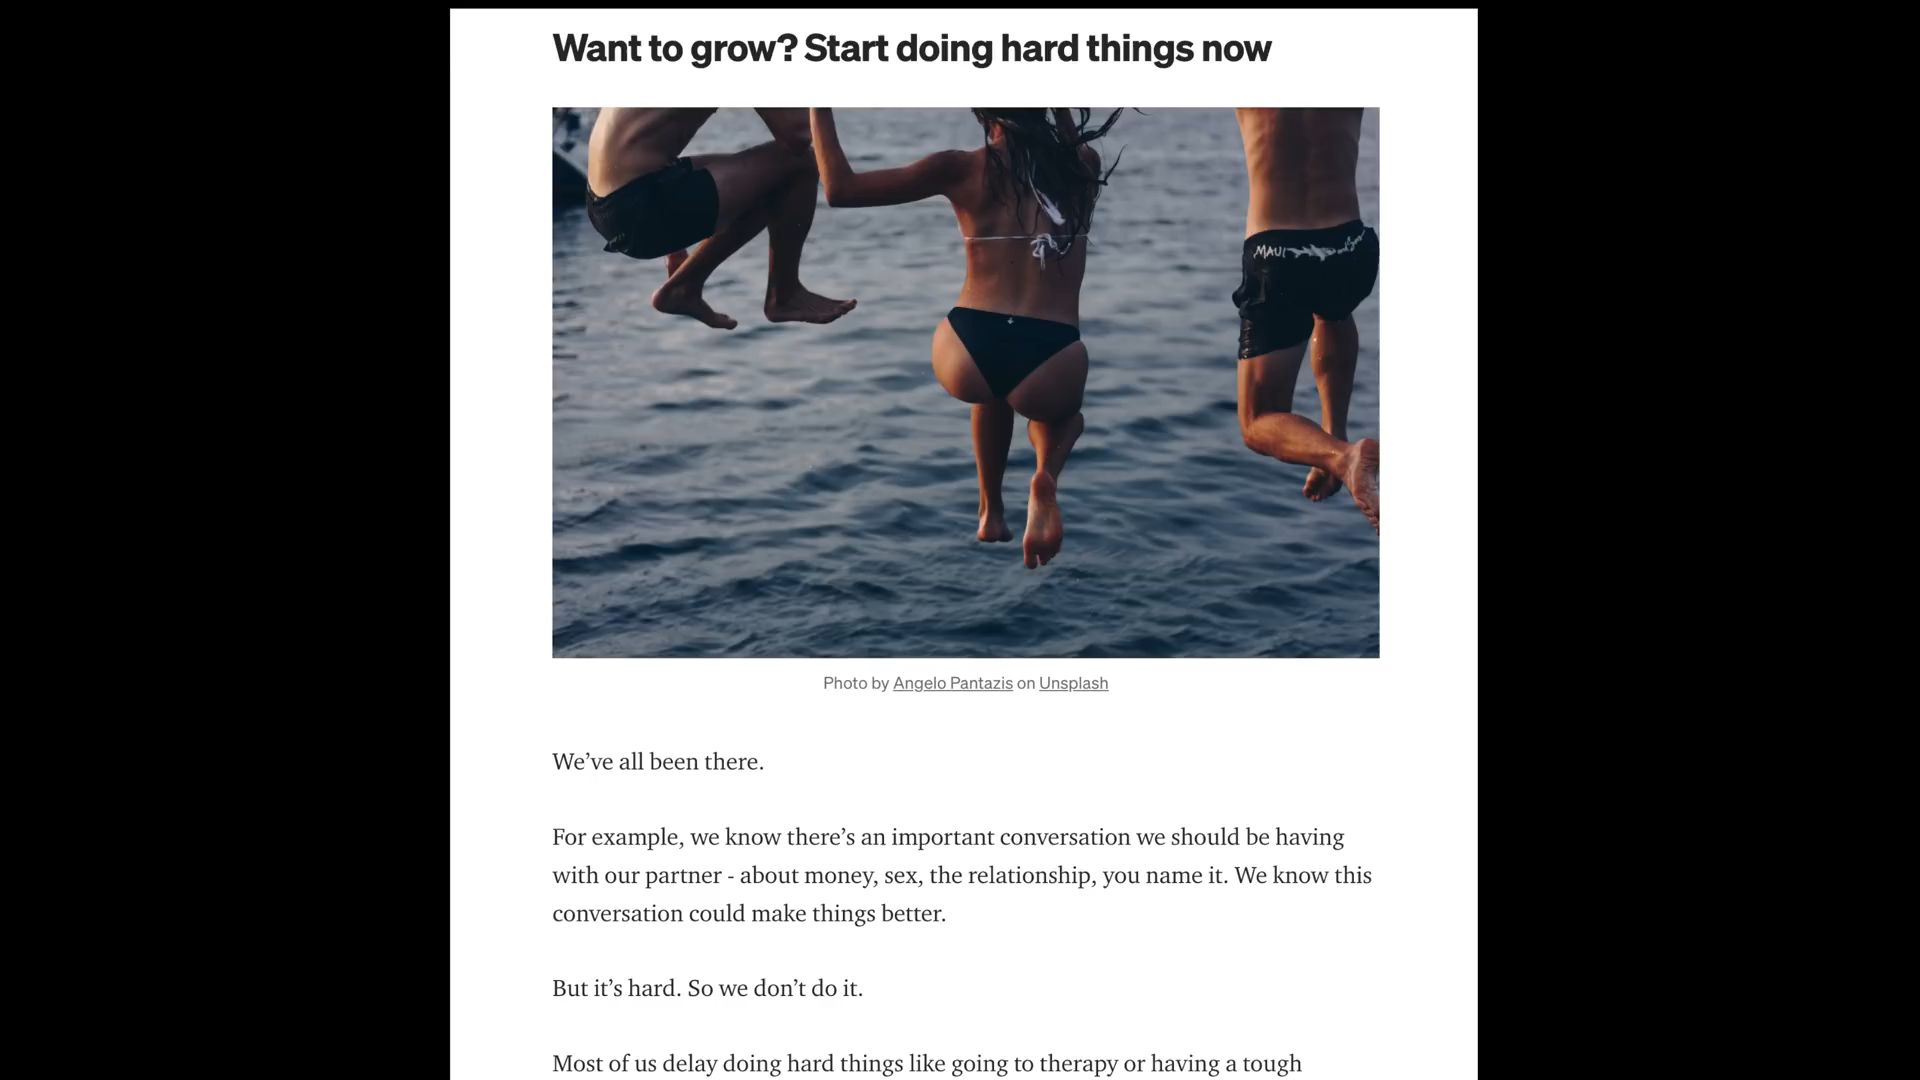 Want to grow? Start doing hard things now
MAUI
Photo by Angelo Pantazis on Unsplash
We’ve all been there.
For example, we know there’s an important conversation we should be having
with our partner - about money, sex, the relationship, you name it. We know this
conversation could make things better.
But it’s hard. So we don’t do it.
Most of us delay doing hard things like going to therapy or having a tough